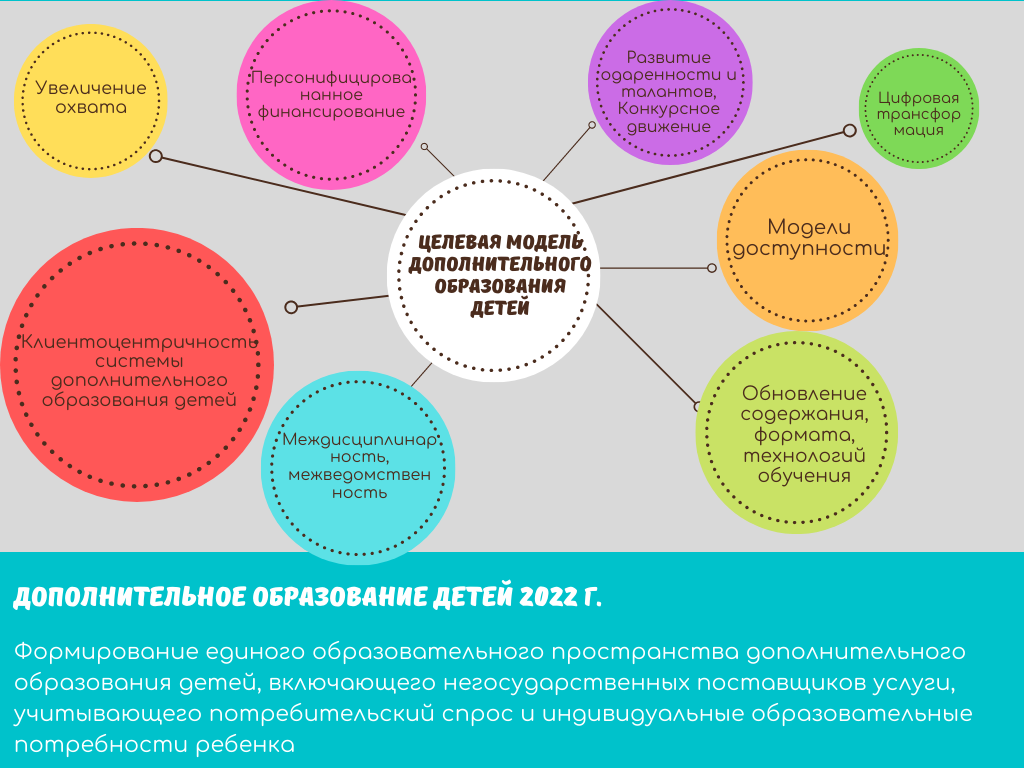 Увеличение
охвата
Персонифицирова
нанное
финансирование
Развитие
одаренности и
талантов,
Конкурсное
движение
Цифровая
трансфор
мация
Модели
доступности
ЦЕЛЕВАЯ МОДЕЛЬ
ДОПОЛНИТЕЛЬНОГО
ОБРАЗОВАНИЯ
ДЕТЕЙ
Клиентоцентричность
системы
дополнительного
образования детей
Междисциплинар
ность,
межведомствен
ность
Обновление
содержания,
формата,
технологий
обучения
ДОПОЛНИТЕЛЬНОЕ ОБРАЗОВАНИЕ ДЕТЕЙ 2022 Г.
Формирование единого образовательного пространства дополнительного
образования детей, включающего негосударственных поставщиков услуги,
учитывающего потребительский спрос и индивидуальные образовательные
потребности ребенка